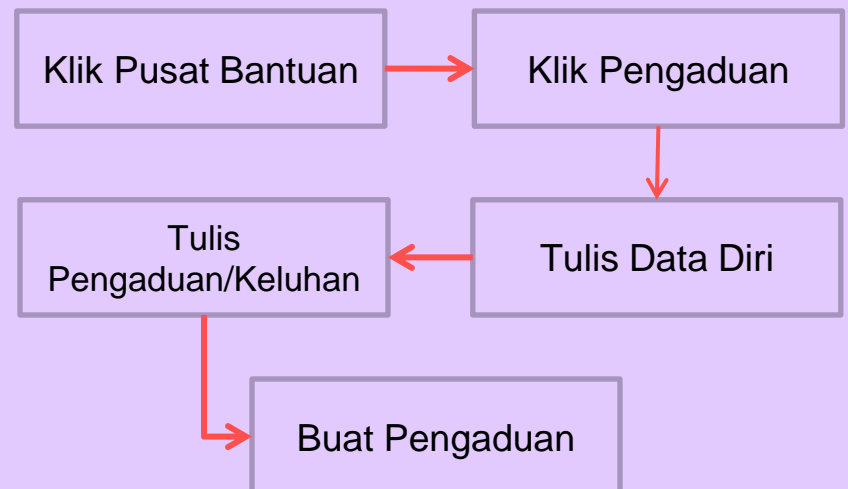 Klik Pusat Bantuan
Klik Pengaduan
Tulis Data Diri
Tulis
Pengaduan/Keluhan
Buat Pengaduan